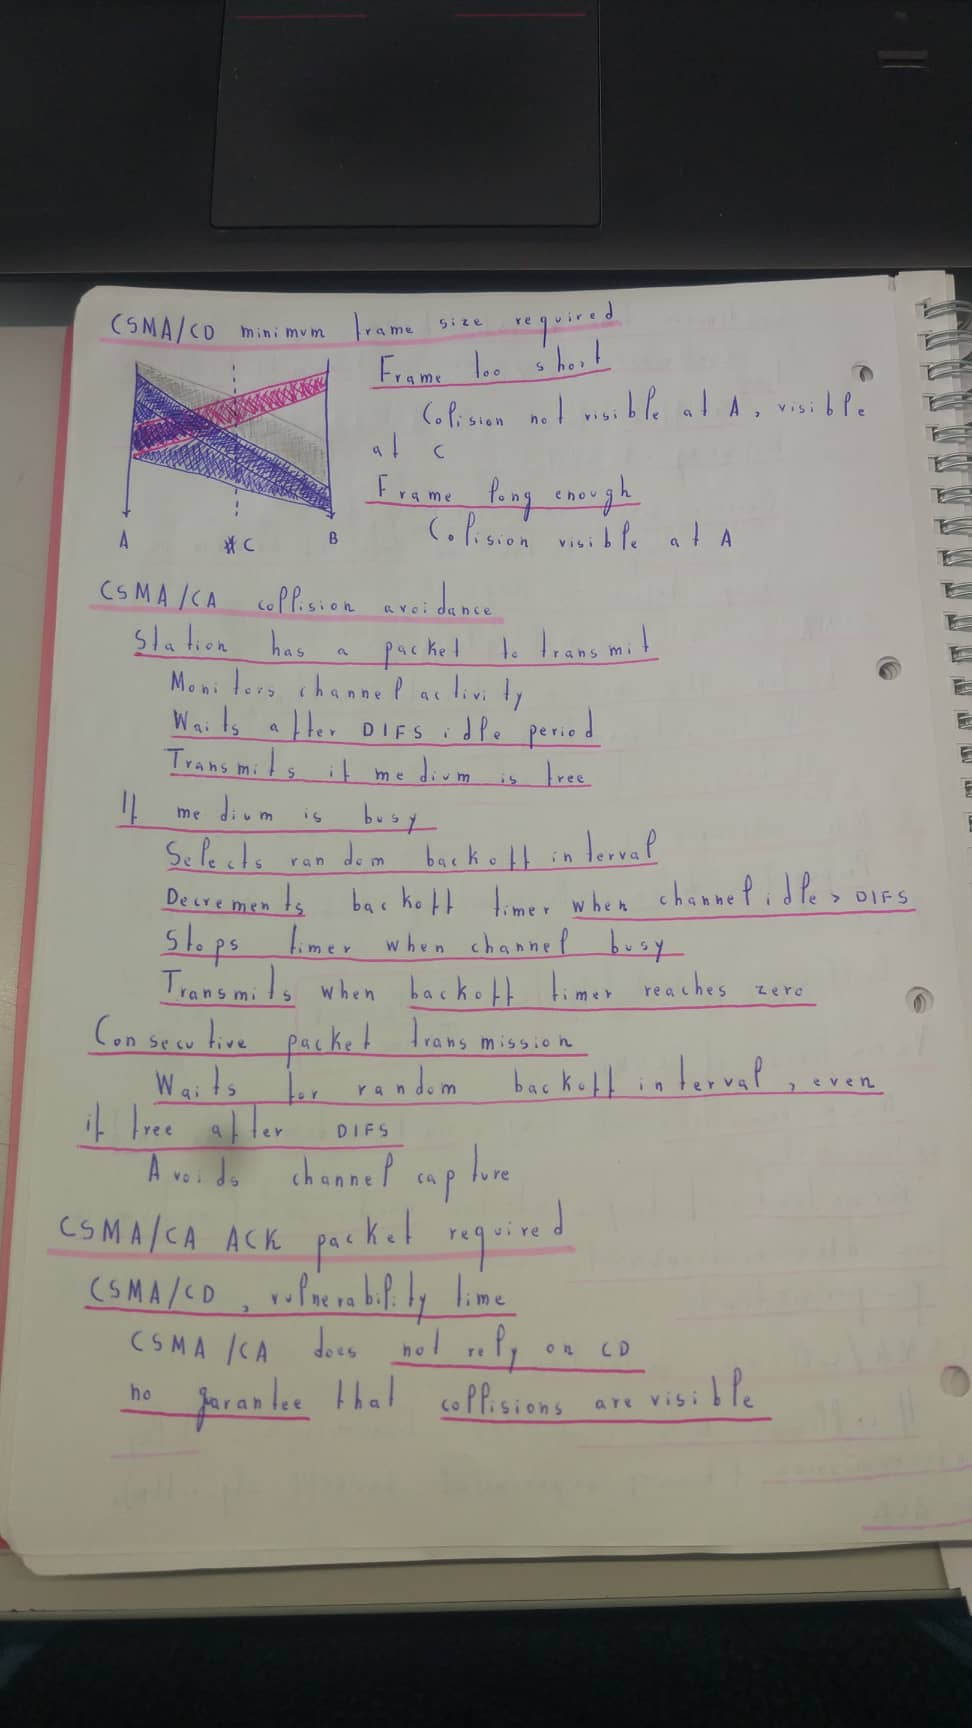 CSMA/CD minimum frame size required
Frame too short
Colision not visible at A, visible
at C
Frame long enough
Colision visible at A
A C B
CSMA/CA collision avoidance
Station has a packet to transmit
Monitors channel activity
Waits after DIFS idle period
Transmits if medium is free
If medium is busy
Selects random backoff interval
Decrements backoff timer when channel idle > DIFS
Stops timer when channel busy
Transmits when backoff timer reaches zero
Consecutive packet transmission
Waits for random backoff interval, even
if free after DIFS
Avoids channel capture
CSMA/CA ACK packet required
CSMA/CD, vulnerability time
CSMA/CA does not rely on CD
no garantee that collisions are visible